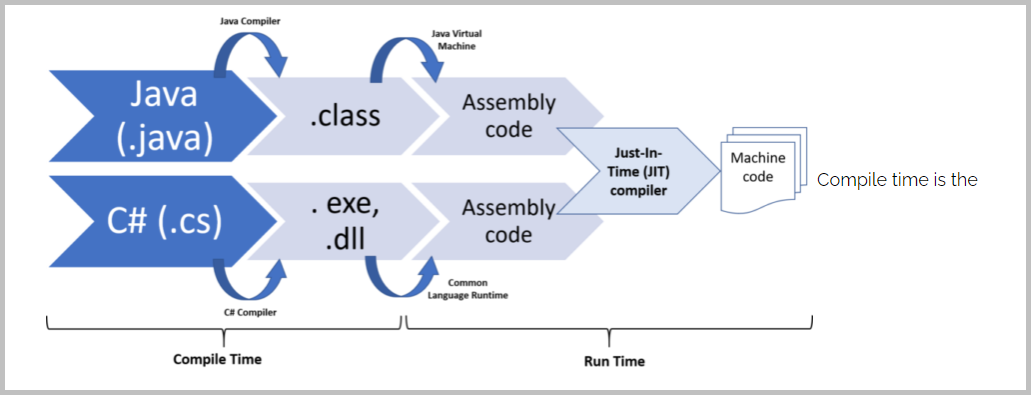 Java Compiler
Java Virtual
Machine
Java
(.java)
.class
Assembly
code
Just-In-
Time (JIT)
compiler
Machine
code
Compile time is the
C# (.cs)
. exe,
.dll
Assembly
code
Common
Language Runtime
C# Compiler
Compile Time
Run Time